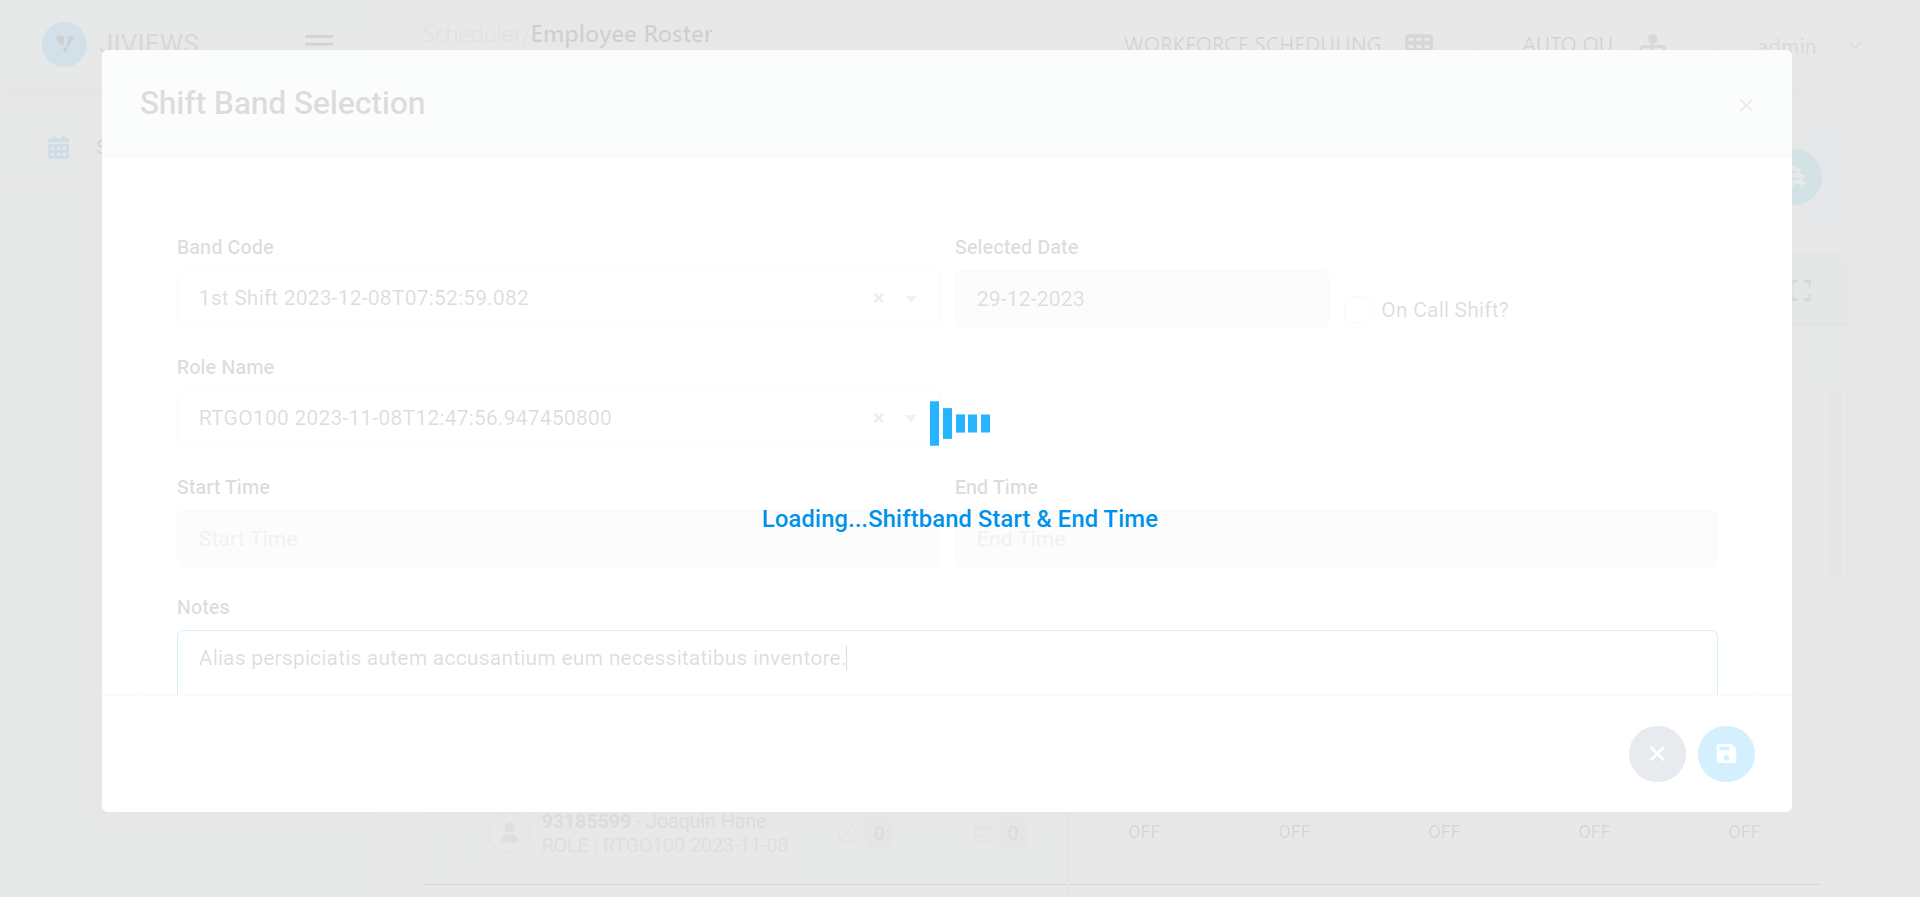 JIVIEWS
Scheduler/Employee Roster
WORKFORCE SCHEDULING
AUTO OU
admin
Shift Band Selection
Band Code
Selected Date
1st Shift 2023-12-08T07:52:59.082
29-12-2023
On Call Shift?
Role Name
RTGO100 2023-11-08T12:47:56.947450800
Start Time
End Time
Loading...Shiftband Start & End Time
Start Time
End Time
Notes
Alias perspiciatis autem accusantium eum necessitatibus inventore.
93185599 - Joaquin Hane
ROLE : RTGO100 2023-11-08
0
0
OFF
OFF
OFF
OFF
OFF